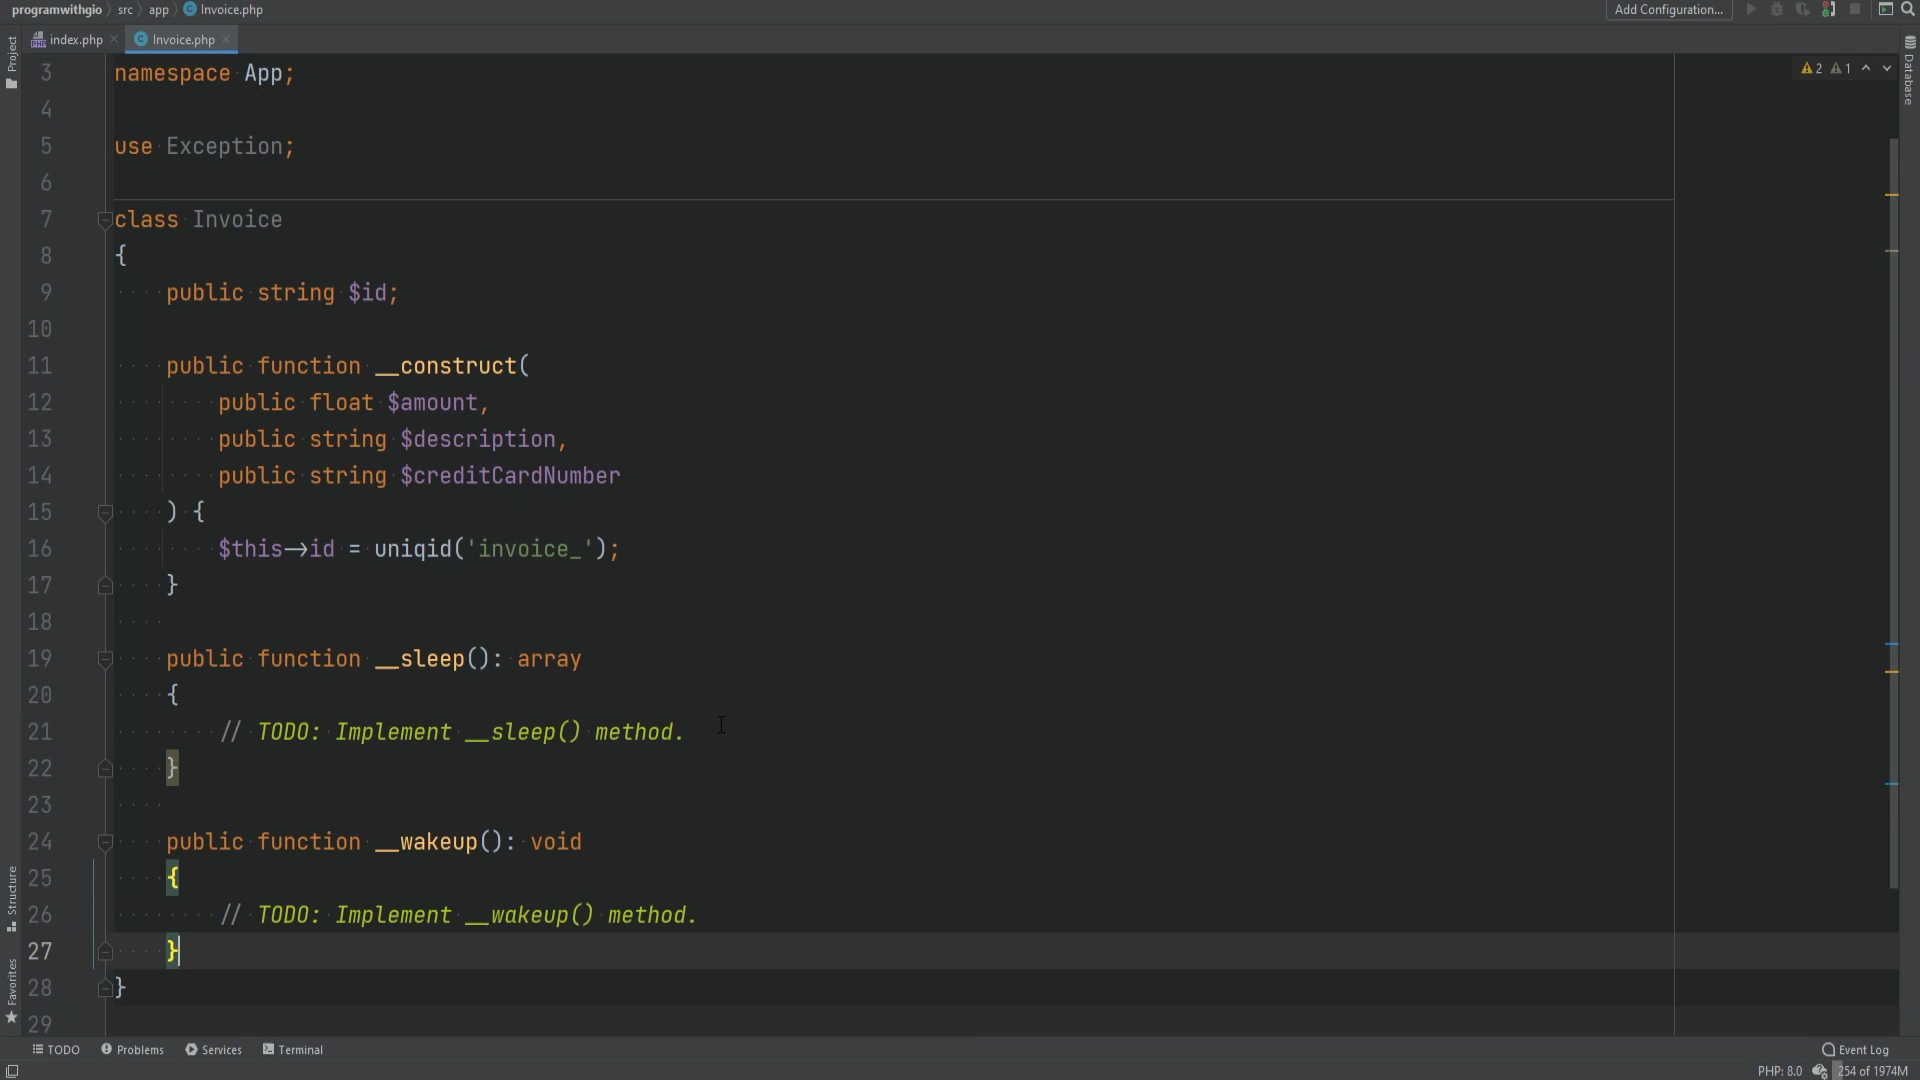 programwithgio src app Invoice.php Add Configuration...
index.php Invoice.php
Project
3 namespace App; 2 1
4
5 use Exception;
6
7 class Invoice
8 {
9 public string $id;
10
11 public function __construct(
12 public float $amount,
13 public string $description,
14 public string $creditCardNumber
15 ) {
16 $this->id = uniqid('invoice_');
17 }
18
19 public function __sleep(): array
20 {
21 // TODO: Implement __sleep() method.
22 }
23
24 public function __wakeup(): void
25 {
26 // TODO: Implement __wakeup() method.
27 }
28 }
29
Structure
Favorites
Database
TODO Problems Services Terminal Event Log
PHP: 8.0 254 of 1974M